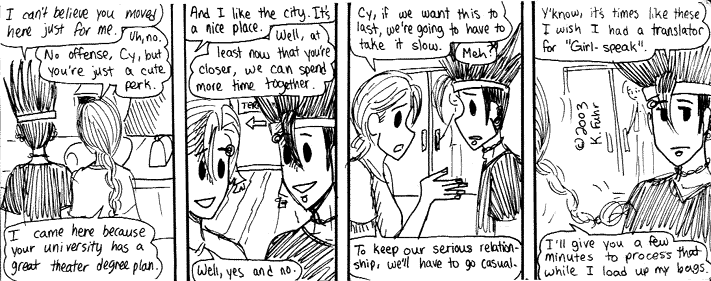 I can't believe you moved
here just for me.
Uh, no.
No offense, Cy, but
you're just a cute
perk.
I came here because
your university has a
great theater degree plan.
And I like the city. It's
a nice place.
Well, at
least now that you're
closer, we can spend
more time together.
Well, yes and no.
Cy, if we want this to
last, we're going to have to
take it slow.
Meh?
To keep our serious relation-
ship, we'll have to go casual.
Y'know, it's times like these
I wish I had a translator
for "Girl-speak".
©2003
K. Fuhr
I'll give you a few
minutes to process that
while I load up my bags.